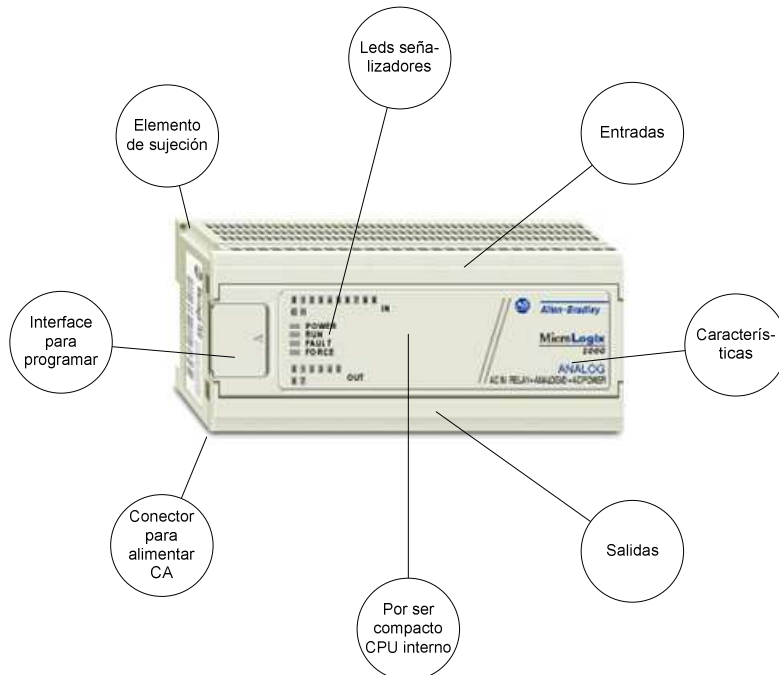 Leds seña-
lizadores
Elemento
de sujeción
Entradas
IN
POWER
RUN
FAULT
FORCE
OUT
Allen-Bradley
MicroLogix
1000
ANALOG
Interface
para
programar
Caracterís-
ticas
Conector
para
alimentar
CA
Salidas
Por ser
compacto
CPU interno